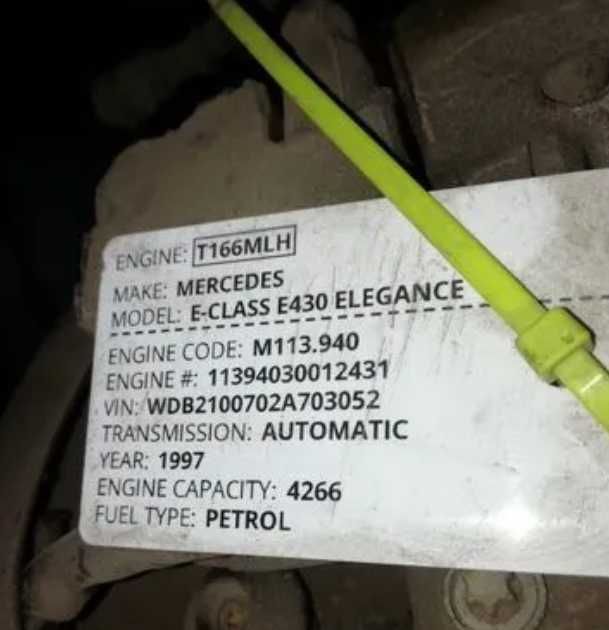 ENGINE: T166MLH
MAKE: MERCEDES
MODEL: E-CLASS E430 ELEGANCE
ENGINE CODE: M113.940
ENGINE #: 11394030012431
VIN: WDB2100702A703052
TRANSMISSION: AUTOMATIC
YEAR: 1997
ENGINE CAPACITY: 4266
FUEL TYPE: PETROL